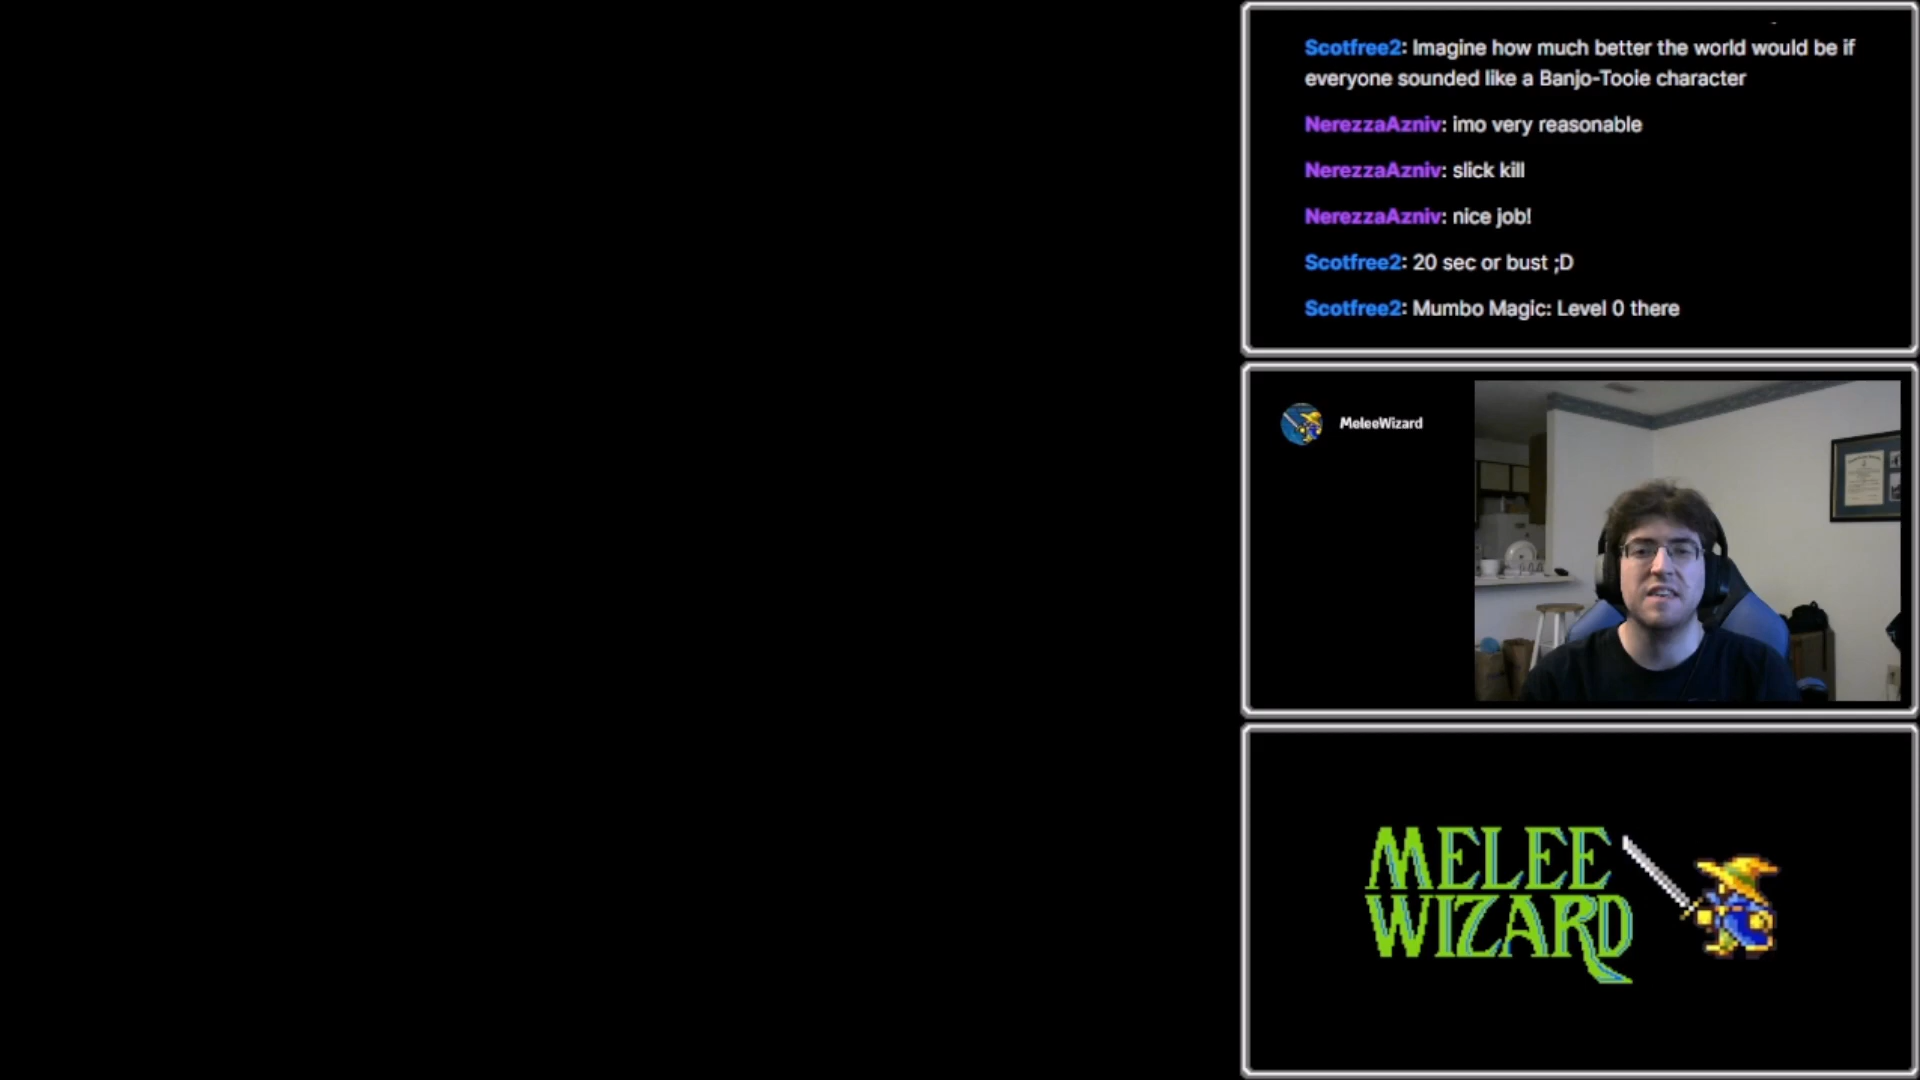 Scotfree2: Imagine how much better the world would be if
everyone sounded like a Banjo-Tooie character
NerezzaAzniv: imo very reasonable
NerezzaAzniv: slick kill
NerezzaAzniv: nice job!
Scotfree2: 20 sec or bust ;D
Scotfree2: Mumbo Magic: Level 0 there
MeleeWizard
MELEE
WIZARD